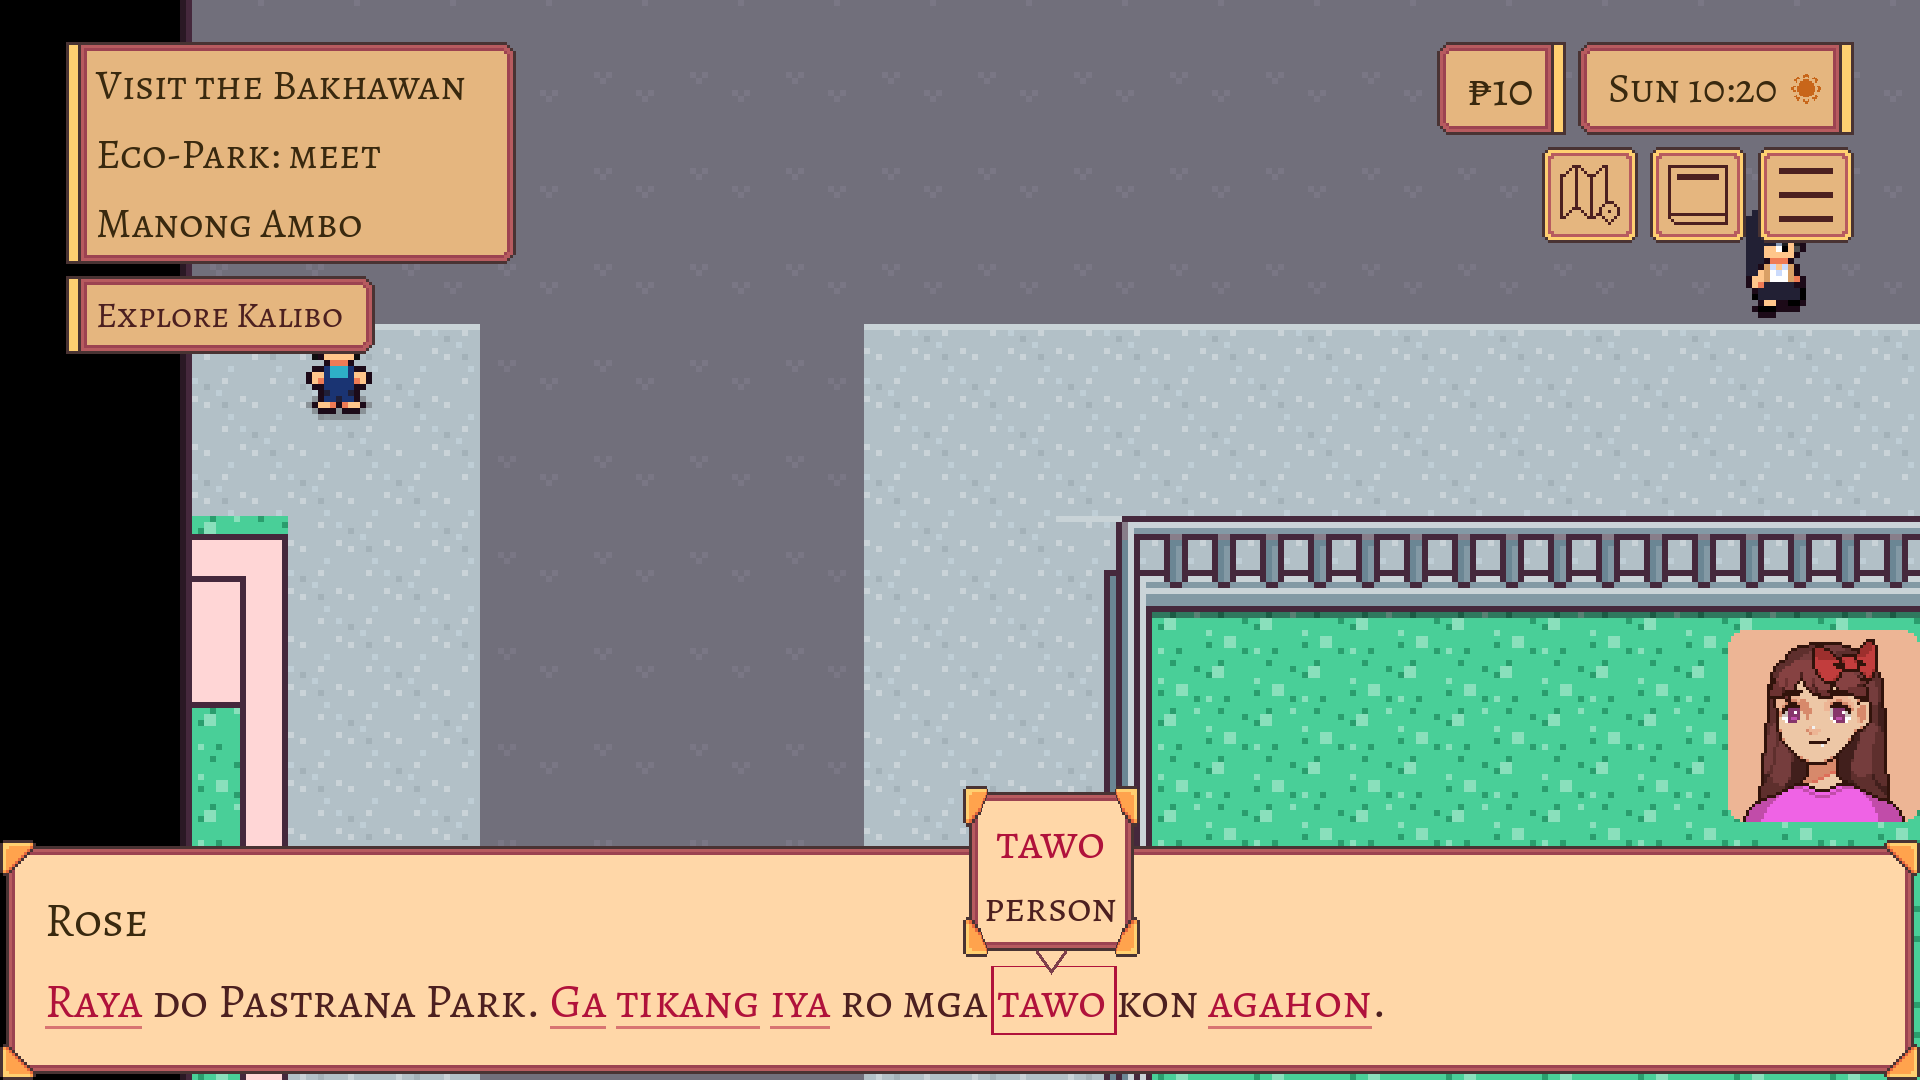 Visit the Bakhawan
Eco-Park: meet
Manong Ambo
Explore Kalibo
₱10
Sun 10:20
tawo
person
Rose
Raya do Pastrana Park. Ga tikang iya ro mga tawo kon agahon.